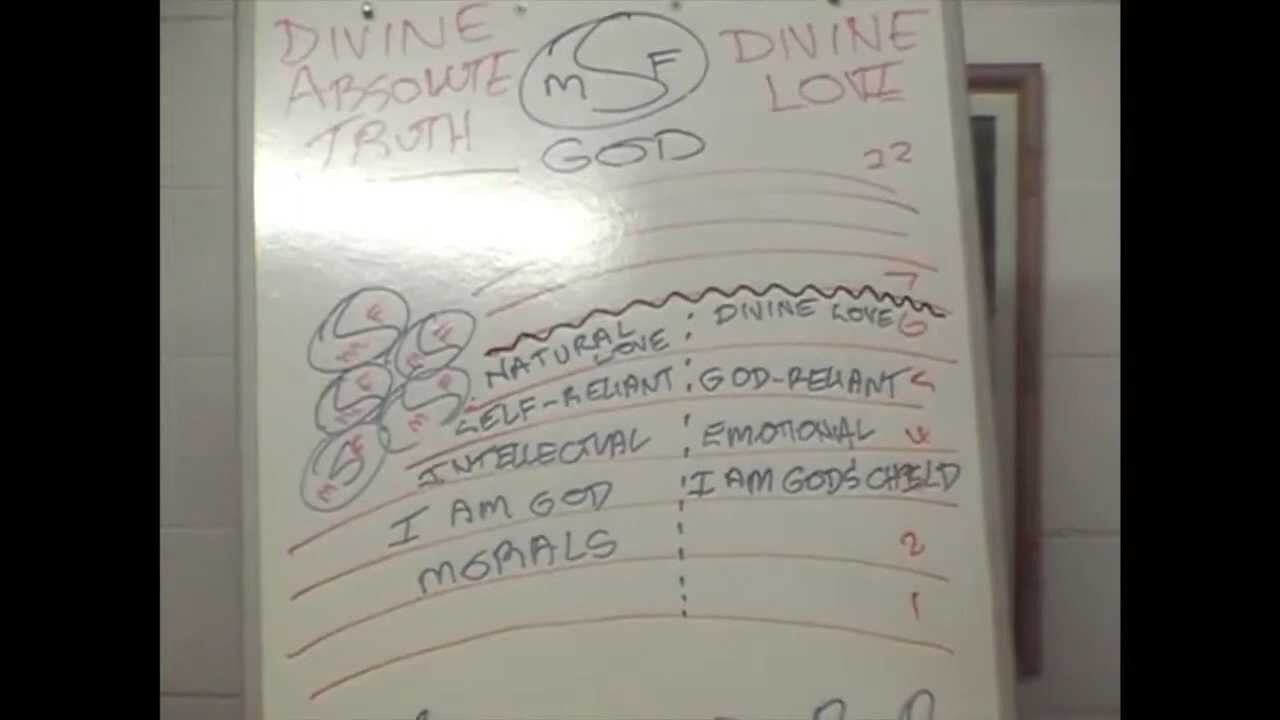 DIVINE
ABSOLUTE
TRUTH
M S F
GOD
DIVINE
LOVE
22
7
NATURAL LOVE : DIVINE LOVE 6
SELF-RELIANT : GOD-RELIANT 5
INTELLECTUAL : EMOTIONAL 4
I AM GOD : I AM GOD'S CHILD
MORALS 2
1
S F M
S F M
S F M
S F M
S F M